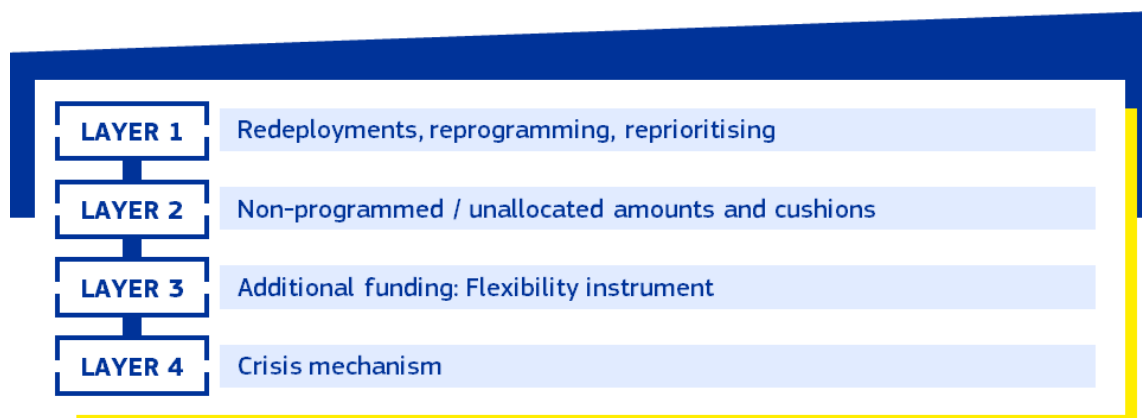 LAYER 1 Redeployments, reprogramming, reprioritising
LAYER 2 Non-programmed / unallocated amounts and cushions
LAYER 3 Additional funding: Flexibility instrument
LAYER 4 Crisis mechanism